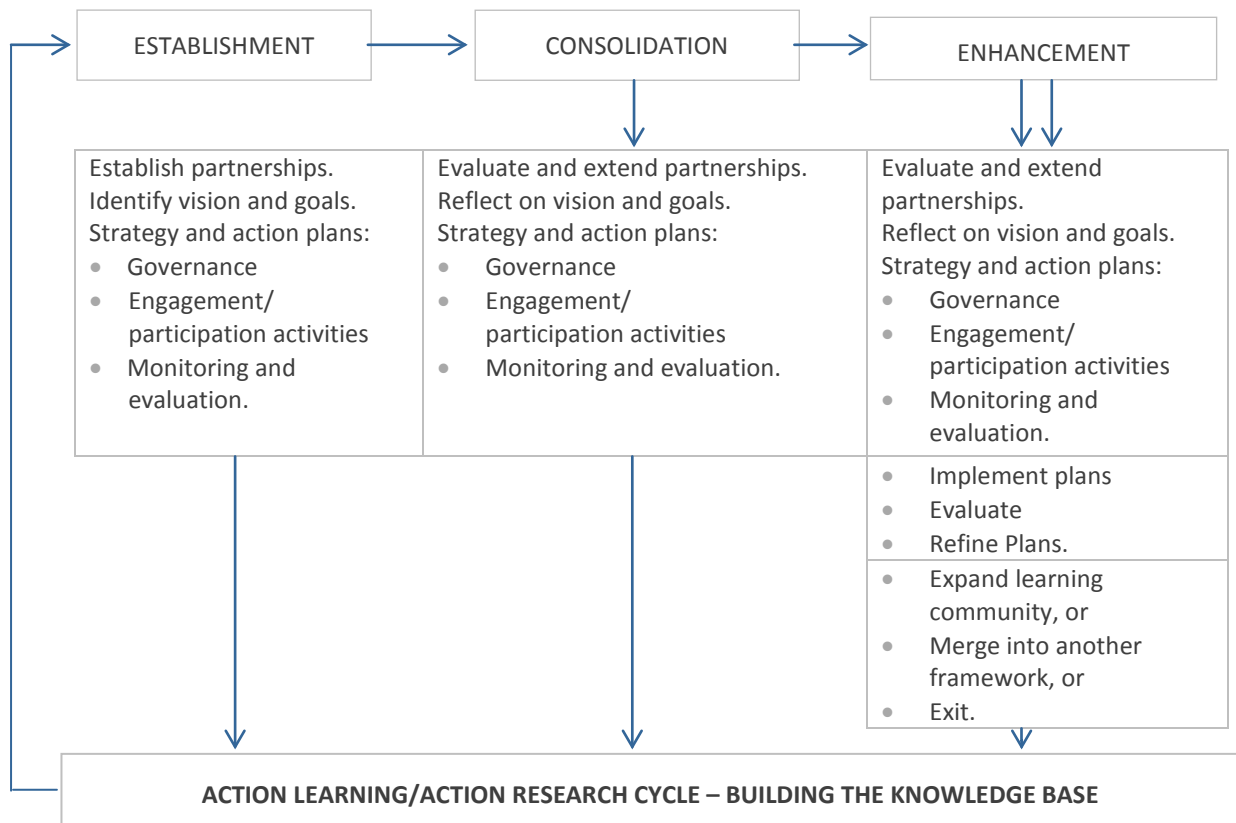 ESTABLISHMENT
CONSOLIDATION
ENHANCEMENT
Establish partnerships.
Identify vision and goals.
Strategy and action plans:
• Governance
• Engagement/
participation activities
• Monitoring and
evaluation.
Evaluate and extend partnerships.
Reflect on vision and goals.
Strategy and action plans:
• Governance
• Engagement/
participation activities
• Monitoring and evaluation.
Evaluate and extend
partnerships.
Reflect on vision and goals.
Strategy and action plans:
• Governance
• Engagement/
participation activities
• Monitoring and
evaluation.
• Implement plans
• Evaluate
• Refine Plans.
• Expand learning
community, or
• Merge into another
framework, or
• Exit.
ACTION LEARNING/ACTION RESEARCH CYCLE – BUILDING THE KNOWLEDGE BASE